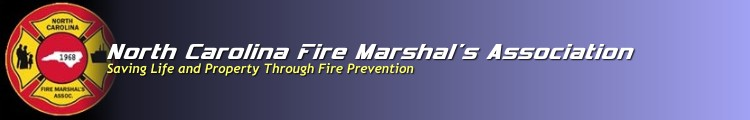 NORTH
CAROLINA
1968
FIRE MARSHAL'S
ASSOC.
North Carolina Fire Marshal's Association
Saving Life and Property Through Fire Prevention